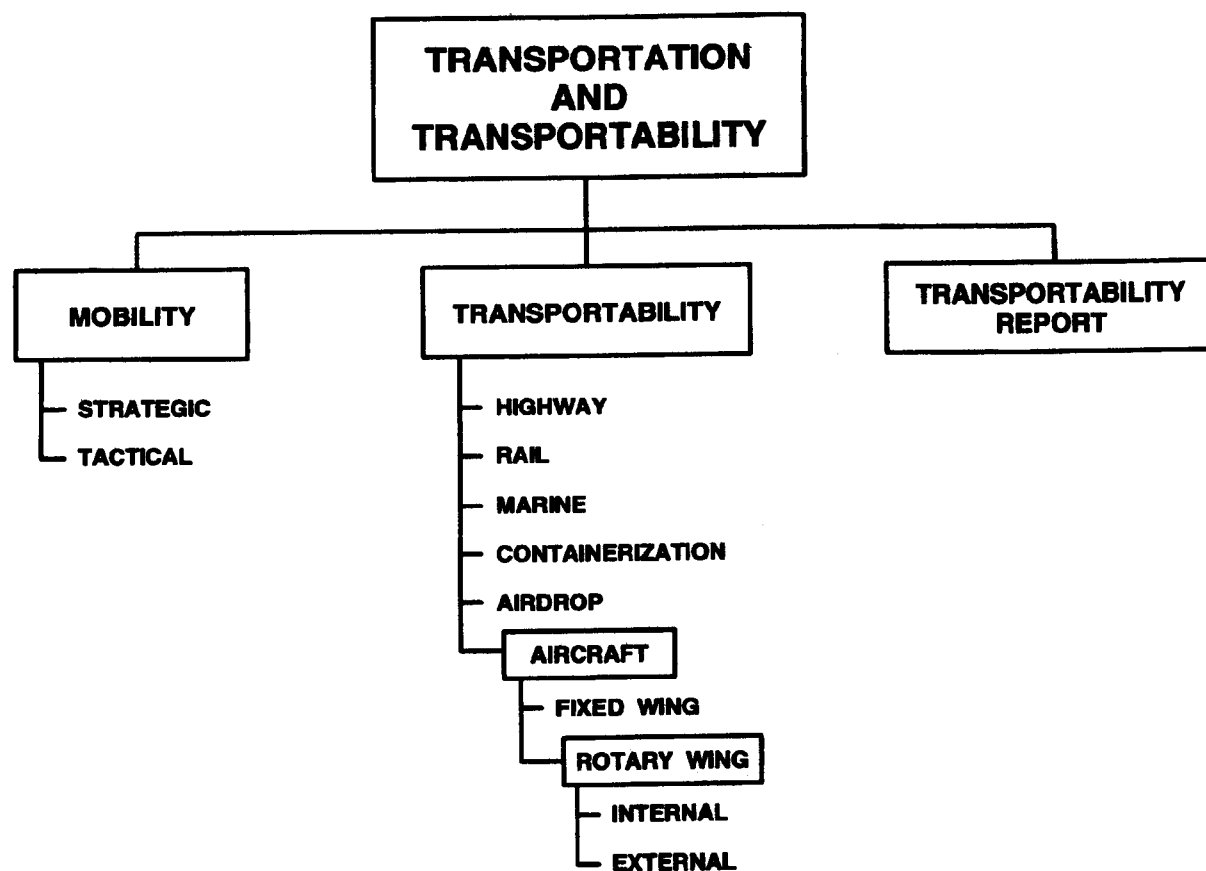 TRANSPORTATION
AND
TRANSPORTABILITY
MOBILITY
TRANSPORTABILITY
TRANSPORTABILITY
REPORT
STRATEGIC
TACTICAL
HIGHWAY
RAIL
MARINE
CONTAINERIZATION
AIRDROP
AIRCRAFT
FIXED WING
ROTARY WING
INTERNAL
EXTERNAL